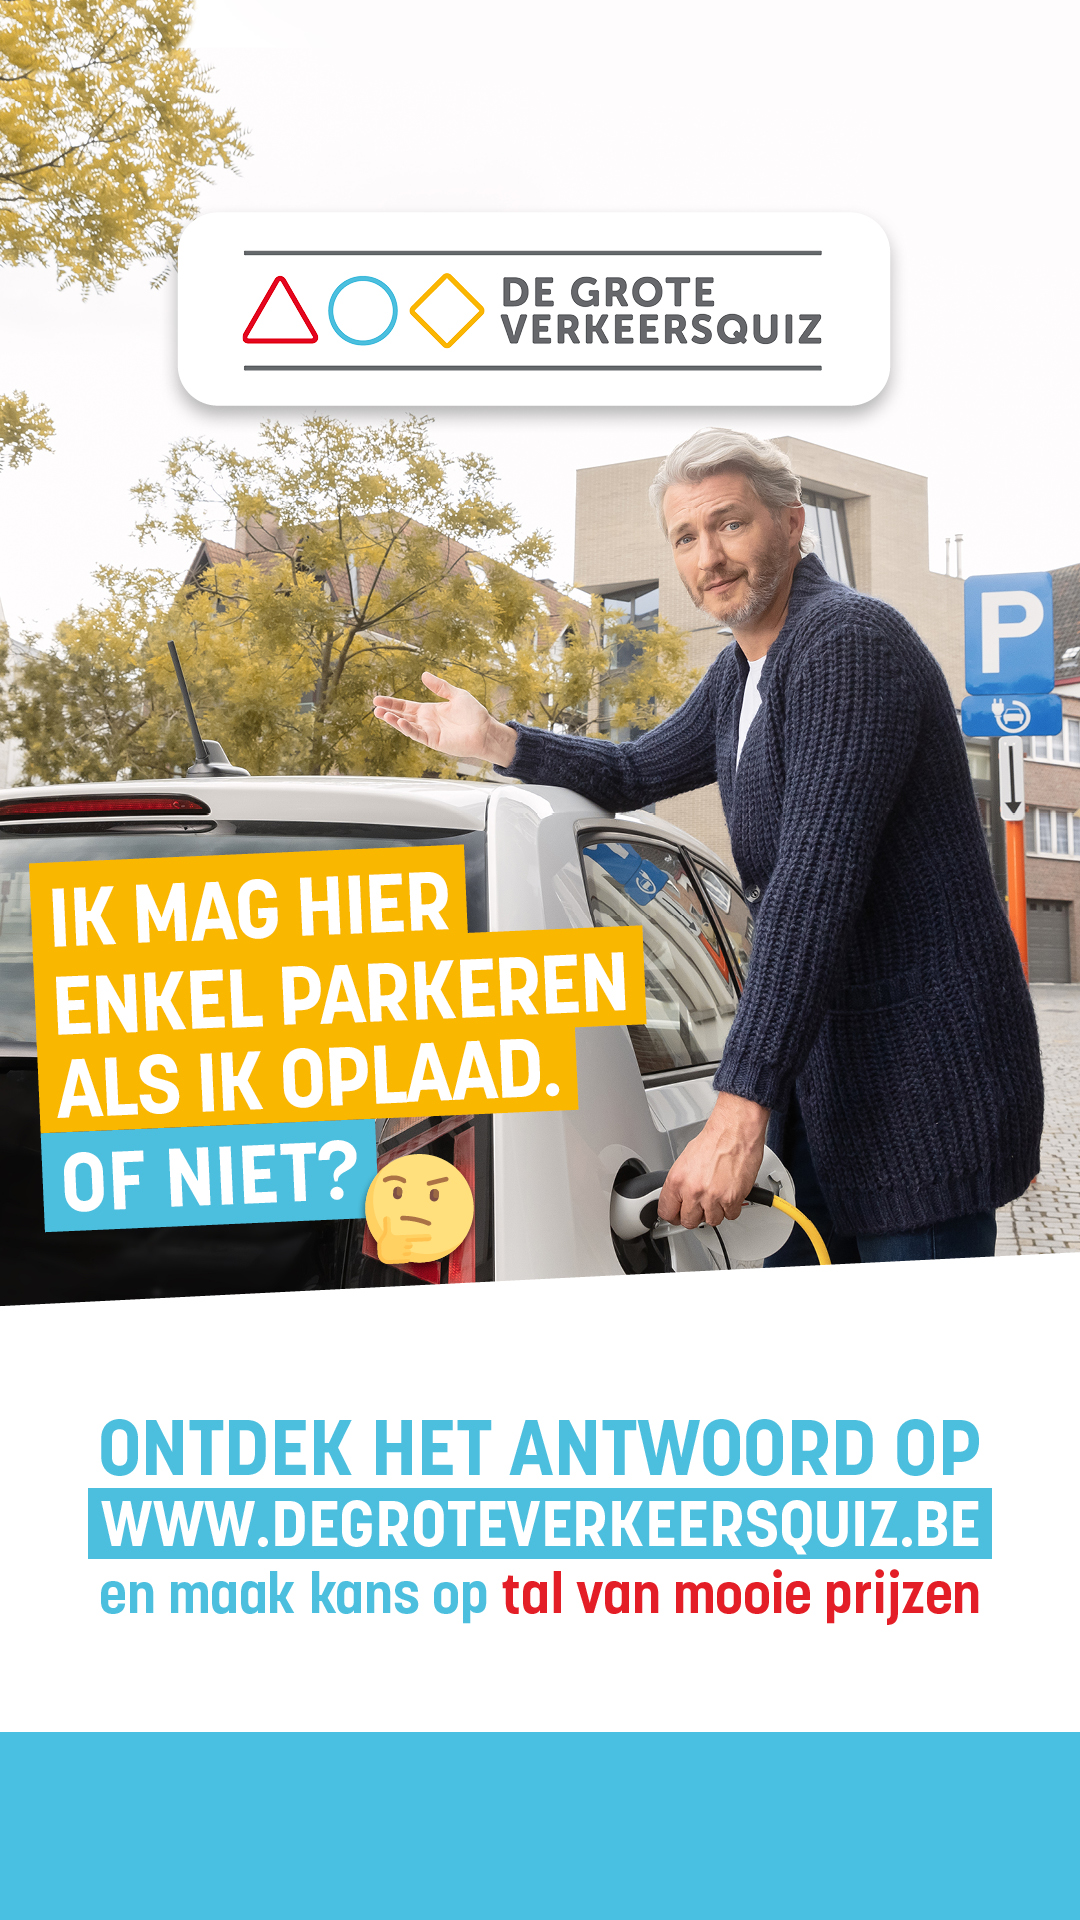 DE GROTE
VERKEERSQUIZ
P
IK MAG HIER
ENKEL PARKEREN
ALS IK OPLAAD.
OF NIET?
ONTDEK HET ANTWOORD OP
WWW.DEGROTEVERKEERSQUIZ.BE
en maak kans op tal van mooie prijzen